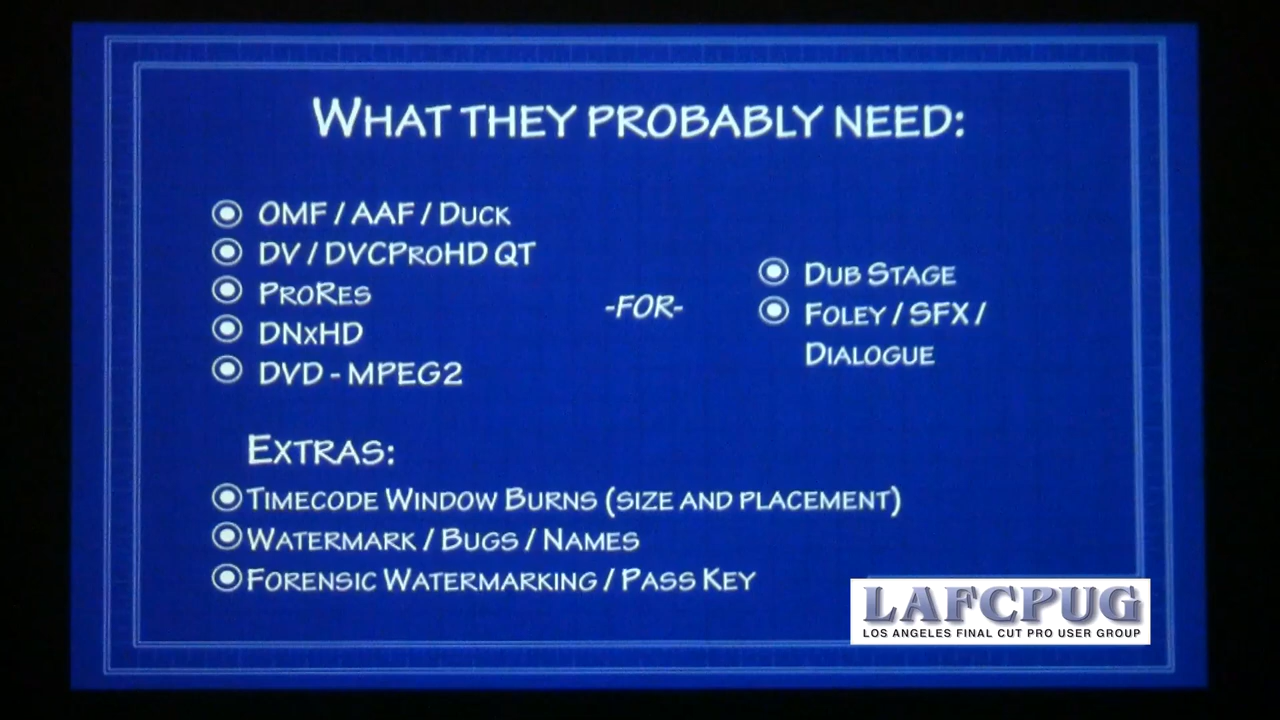 WHAT THEY PROBABLY NEED:
OMF / AAF / DUCK
DV / DVCPROHD QT
PRORES
DNXHD
DVD - MPEG2
-FOR-
DUB STAGE
FOLEY / SFX /
DIALOGUE
EXTRAS:
TIMECODE WINDOW BURNS (SIZE AND PLACEMENT)
WATERMARK / BUGS / NAMES
FORENSIC WATERMARKING / PASS KEY
LAFCPUG
LOS ANGELES FINAL CUT PRO USER GROUP